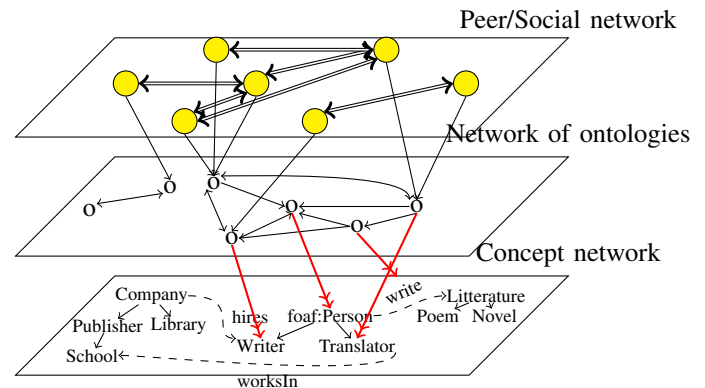 Peer/Social network
Network of ontologies
o
o
o
o
o
o
o
Concept network
Company
write
Litterature
hires
foaf:Person
Poem
Novel
Publisher
Library
School
Writer
Translator
worksIn